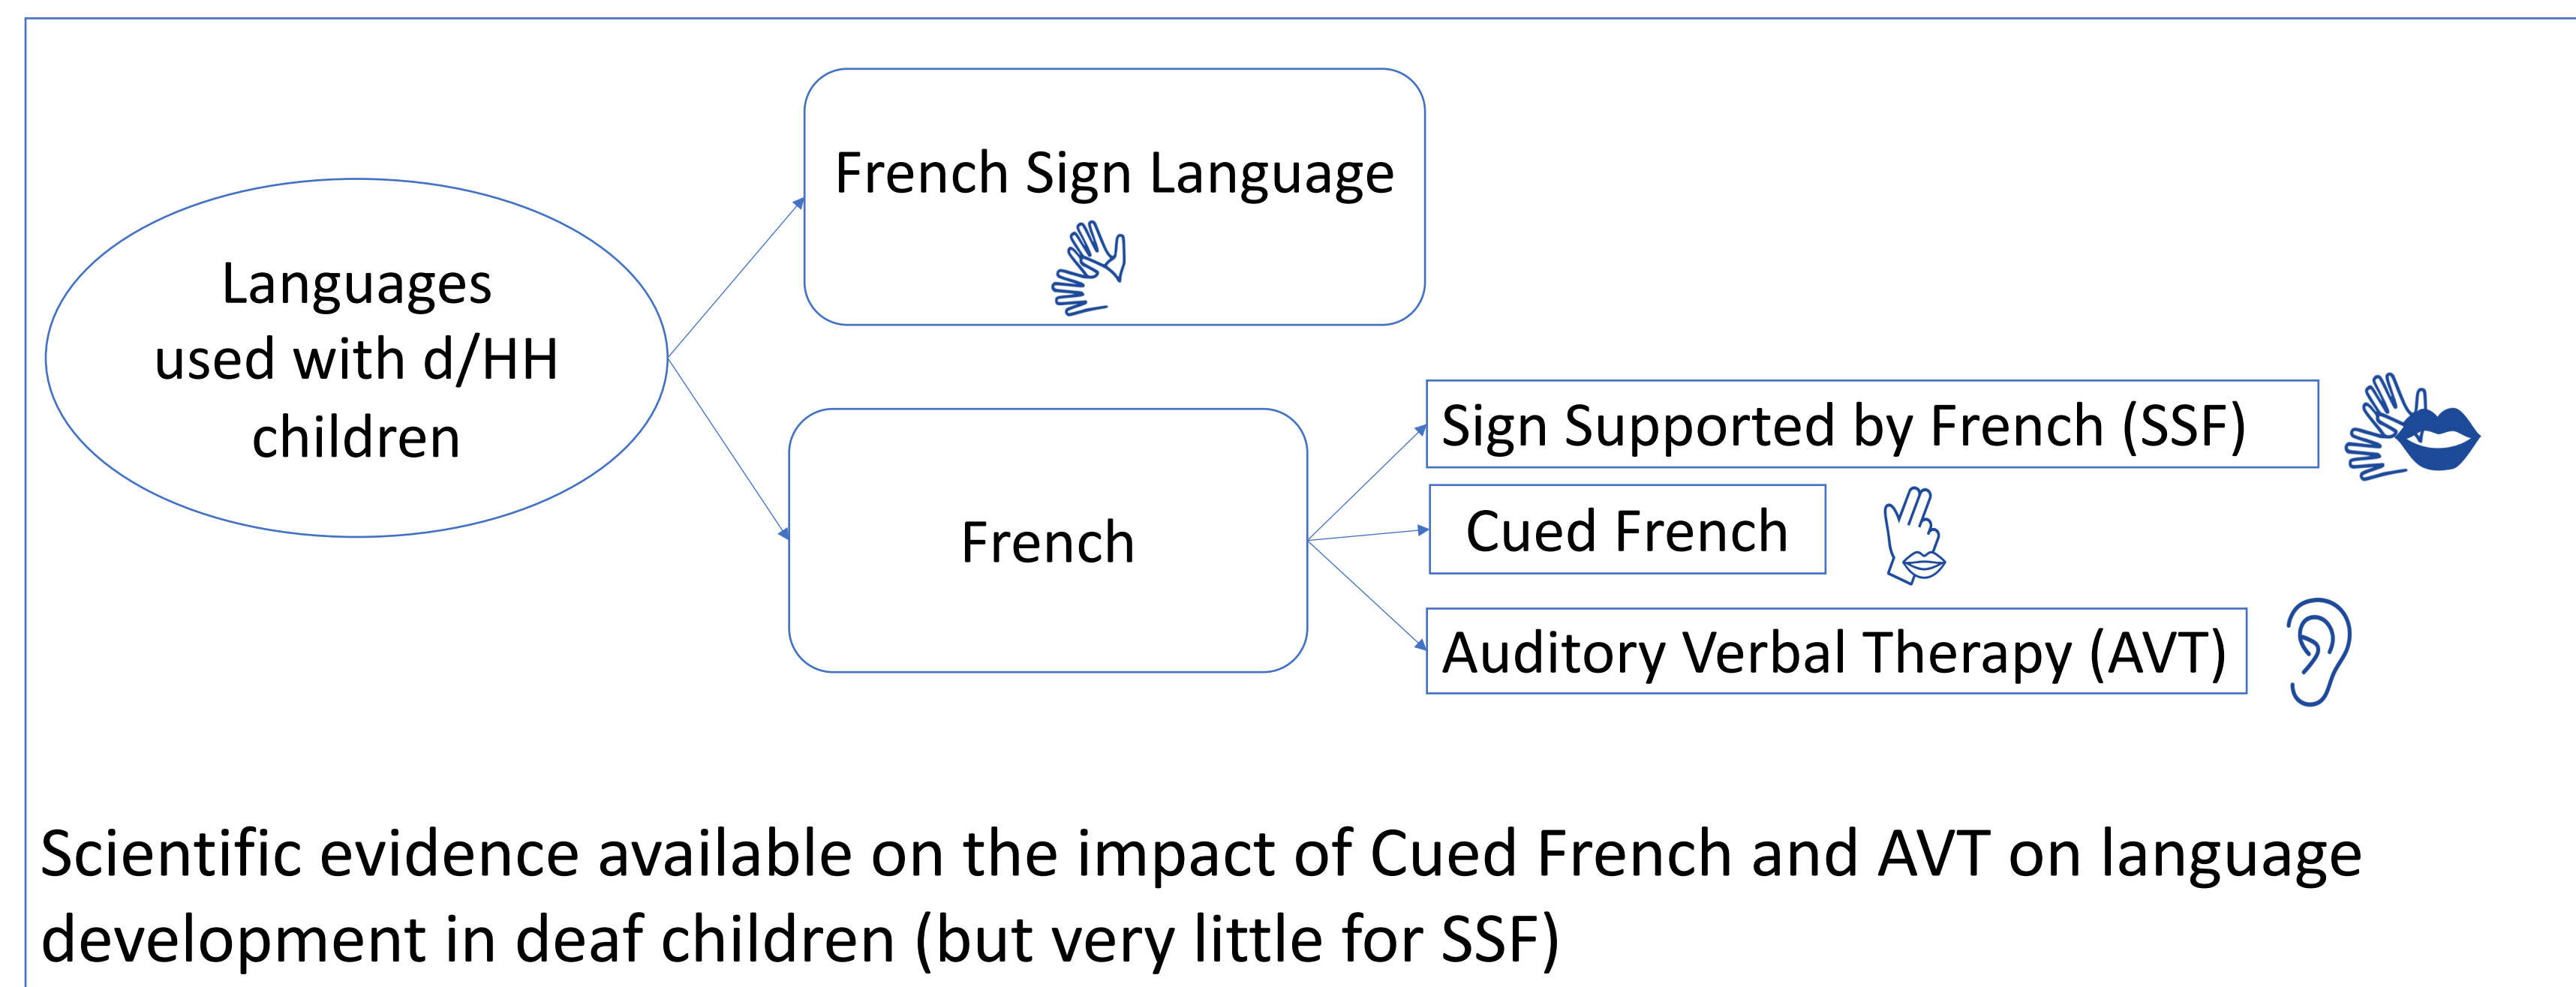 Languages
used with d/HH
children
French Sign Language
French
Sign Supported by French (SSF)
Cued French
Auditory Verbal Therapy (AVT)
Scientific evidence available on the impact of Cued French and AVT on language
development in deaf children (but very little for SSF)